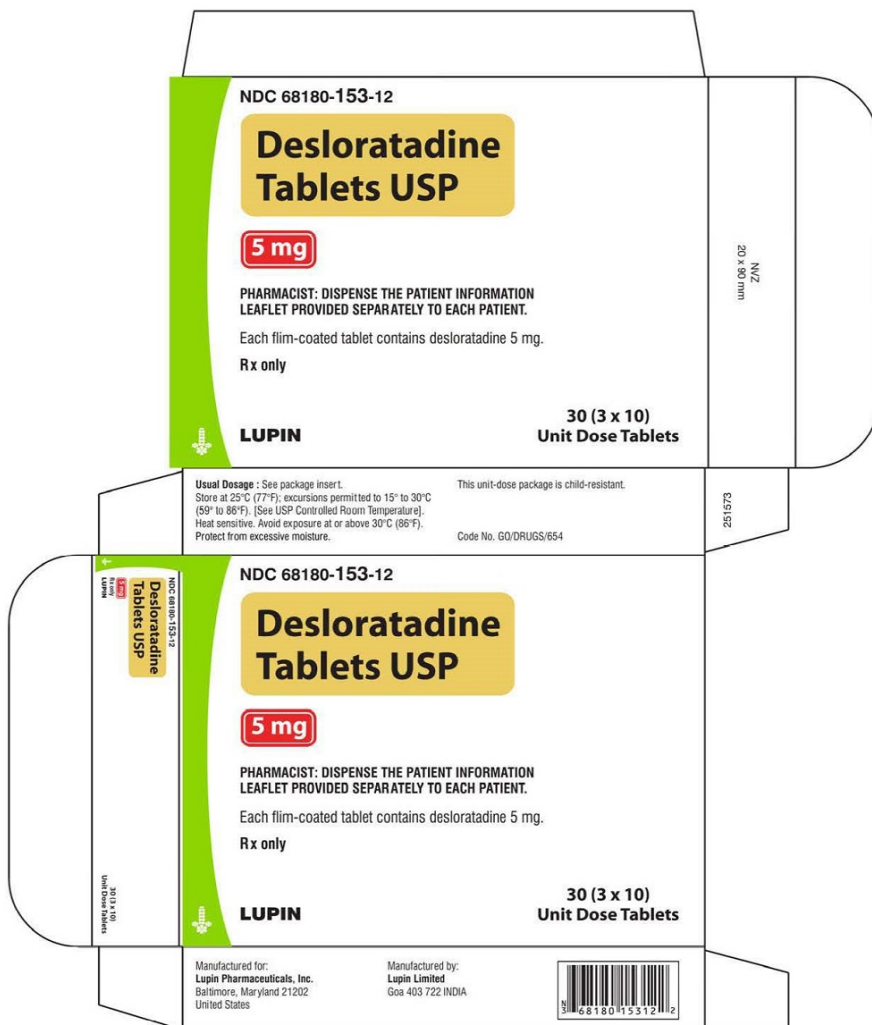 NDC 68180-153-12
Desloratadine
Tablets USP
5 mg
PHARMACIST: DISPENSE THE PATIENT INFORMATION
LEAFLET PROVIDED SEPARATELY TO EACH PATIENT.
Each flim-coated tablet contains desloratadine 5 mg.
Rx only
LUPIN
30 (3 x 10)
Unit Dose Tablets
NVZ
20 x 90 mm
Usual Dosage : See package insert.
Store at 25°C (77°F); excursions permitted to 15° to 30°C
(59° to 86°F). [See USP Controlled Room Temperature].
Heat sensitive. Avoid exposure at or above 30°C (86°F).
Protect from excessive moisture.
This unit-dose package is child-resistant.
Code No. GO/DRUGS/654
251573
NDC 68180-153-12
Desloratadine
Tablets USP
5 mg
Rx only
LUPIN
30 (3 x 10)
Unit Dose Tablets
NDC 68180-153-12
Desloratadine
Tablets USP
5 mg
PHARMACIST: DISPENSE THE PATIENT INFORMATION
LEAFLET PROVIDED SEPARATELY TO EACH PATIENT.
Each flim-coated tablet contains desloratadine 5 mg.
Rx only
LUPIN
30 (3 x 10)
Unit Dose Tablets
Manufactured for:
Lupin Pharmaceuticals, Inc.
Baltimore, Maryland 21202
United States
Manufactured by:
Lupin Limited
Goa 403 722 INDIA
N 3 68180 15312 2